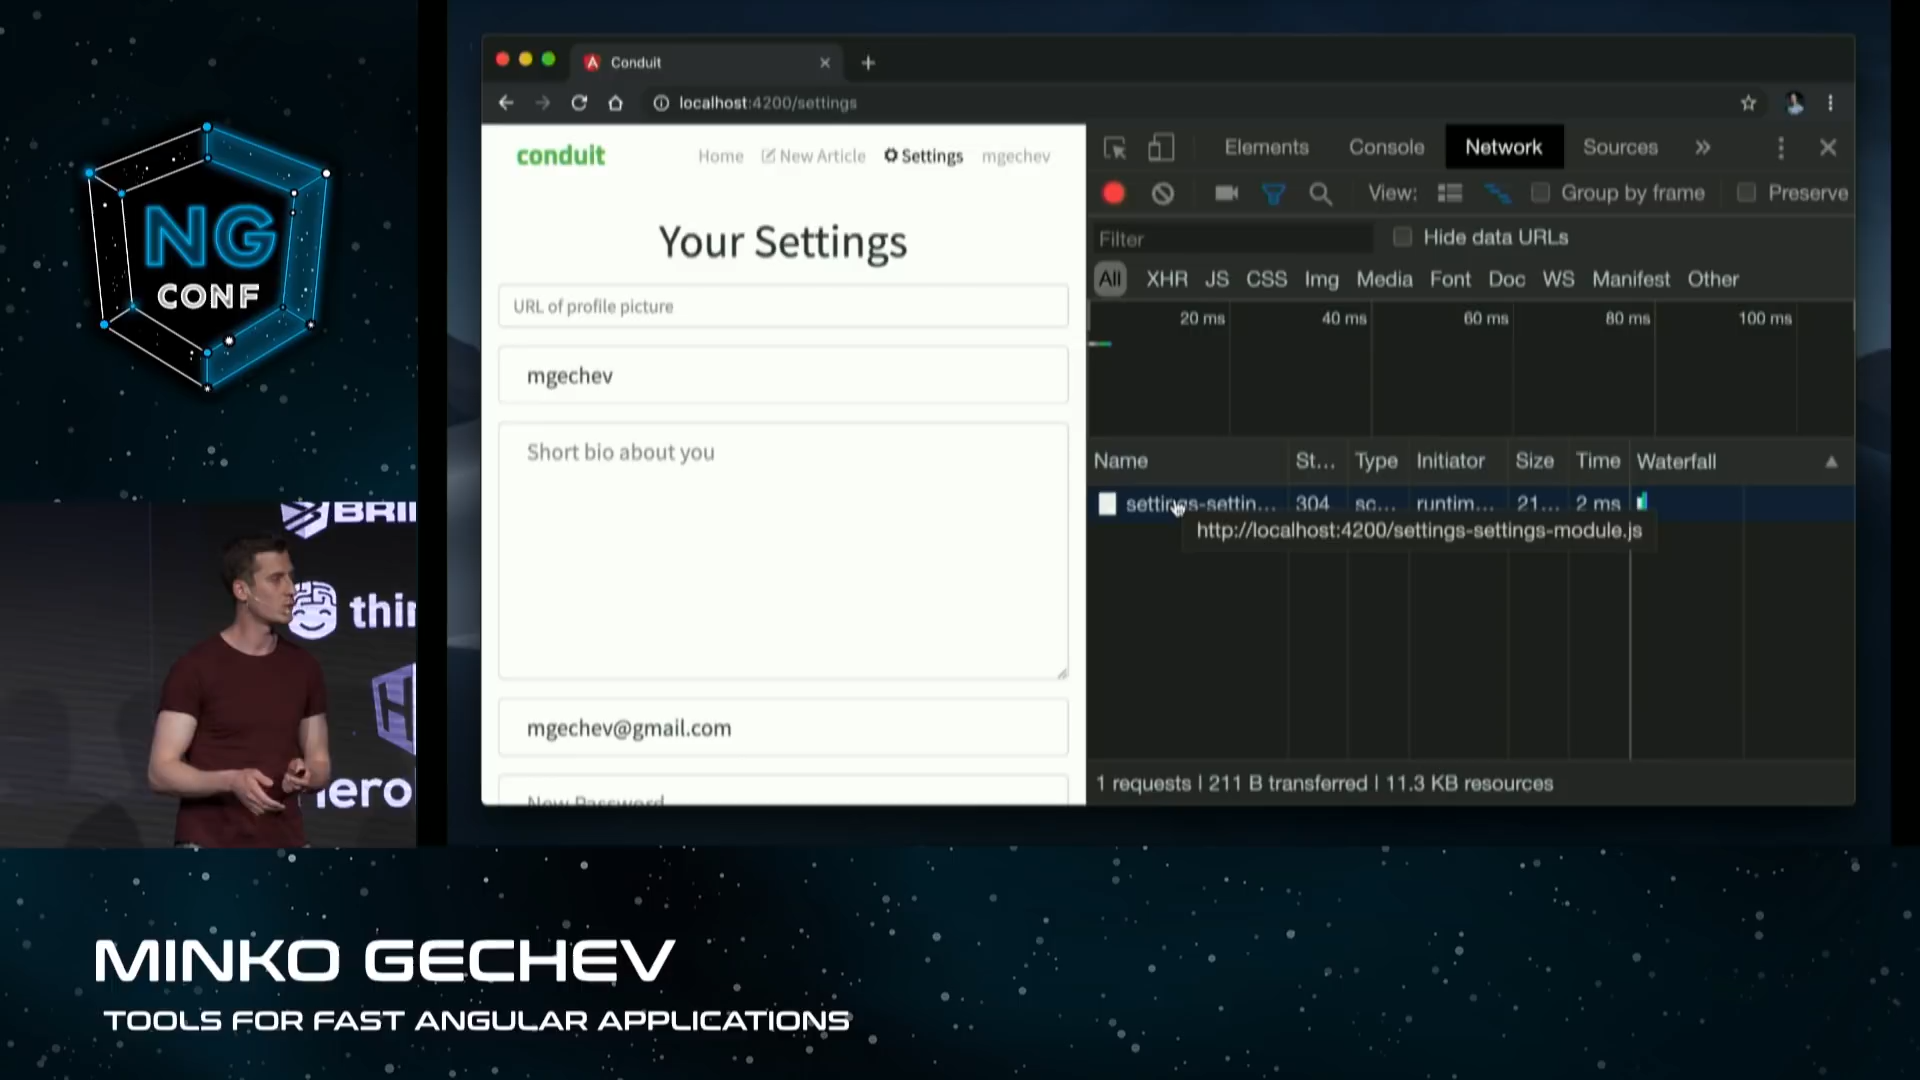 NG
CONF
BRI
thin
H
iero
MINKO GECHEV
TOOLS FOR FAST ANGULAR APPLICATIONS
Conduit
localhost:4200/settings
conduit
Home New Article Settings mgechev
Your Settings
URL of profile picture
mgechev
Short bio about you
mgechev@gmail.com
New Password
Elements Console Network Sources
View: Group by frame Preserve
Filter Hide data URLs
All XHR JS CSS Img Media Font Doc WS Manifest Other
20 ms 40 ms 60 ms 80 ms 100 ms
Name St... Type Initiator Size Time Waterfall
settings-settin... 304 sc... runtim... 21... 2 ms
http://localhost:4200/settings-settings-module.js
1 requests | 211 B transferred | 11.3 KB resources